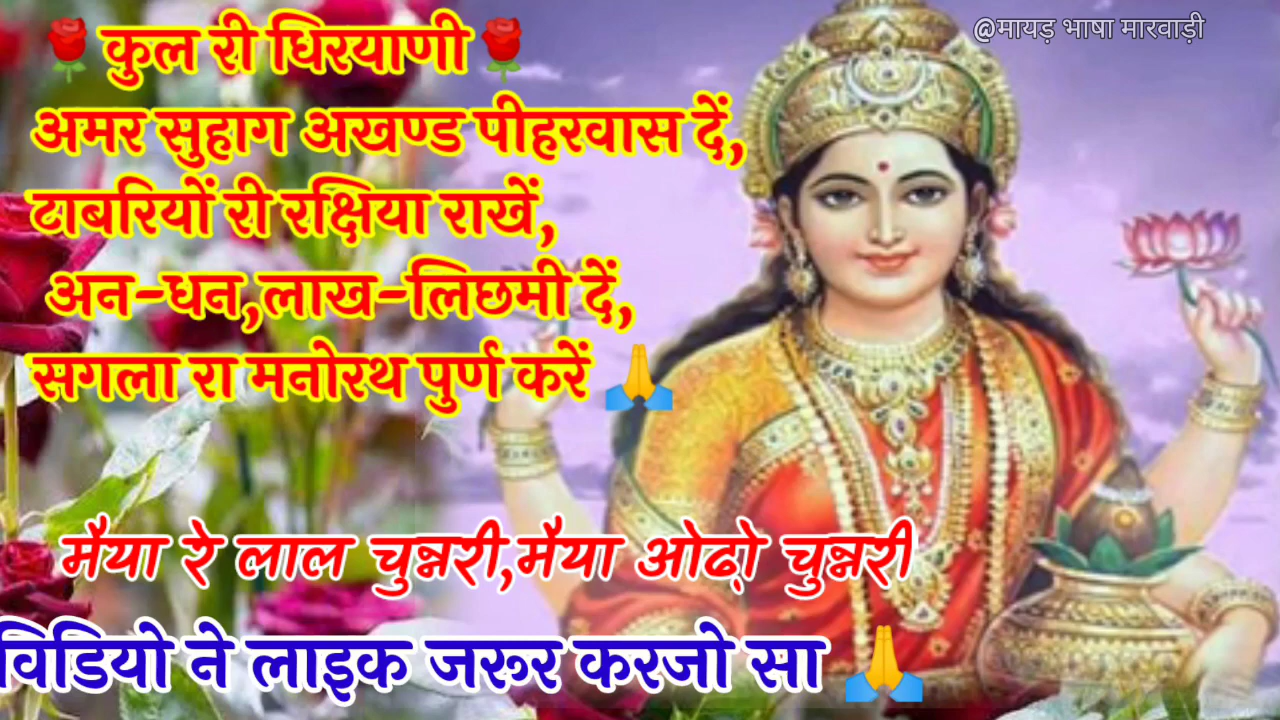 @मायड़ भाषा मारवाड़ी
🌹कुल री धिरयाणी🌹
अमर सुहाग अखण्ड पीहरवास दें,
टाबरियों री रक्षिया राखें,
अन-धन,लाख-लिछमी दें,
सगला रा मनोरथ पुर्ण करें 🙏
मैया रे लाल चुन्नरी,मैया ओढ़ो चुन्नरी
विडियो ने लाइक जरूर करजो सा 🙏